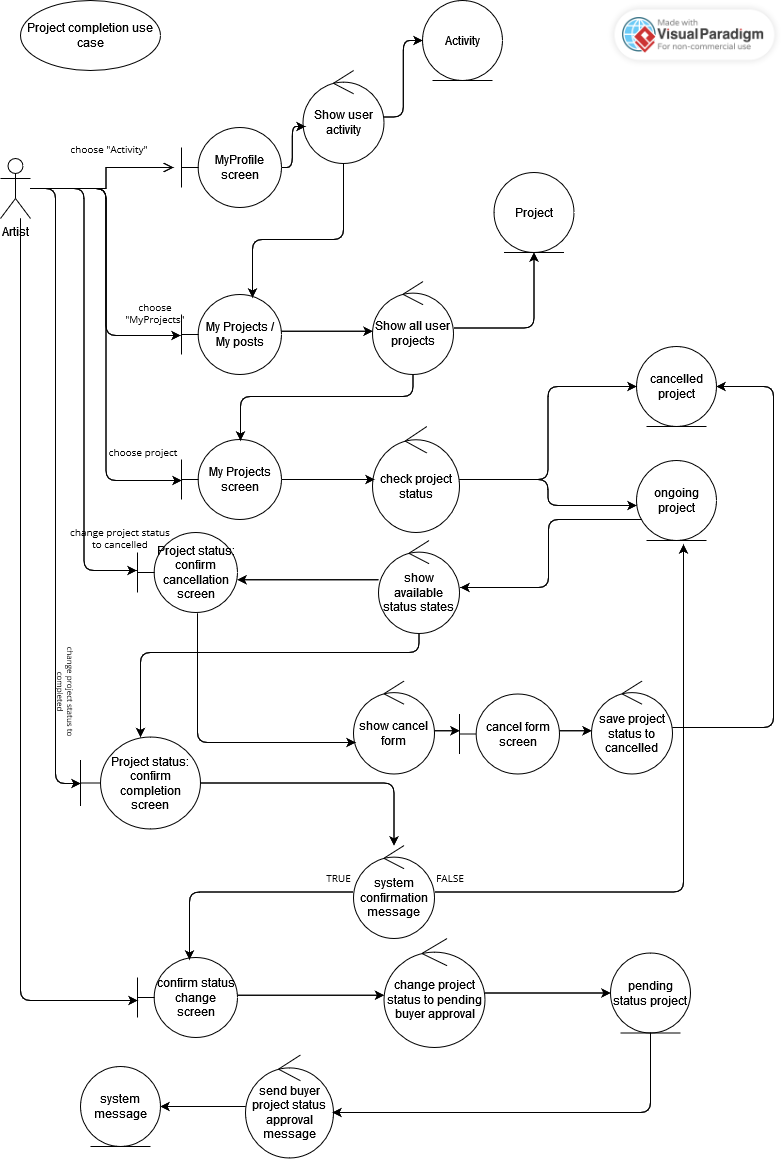 Project completion use
case
Made with
VisualParadigm
For non-commercial use
Activity
Show user
activity
choose "Activity"
MyProfile
screen
Artist
Project
choose
"MyProjects"
My Projects /
My posts
Show all user
projects
cancelled
project
choose project
My Projects
screen
check project
status
ongoing
project
change project status
to cancelled
Project status:
confirm
cancellation
screen
show
available
status states
change project status to
completed
show cancel
form
cancel form
screen
save project
status to
cancelled
Project status:
confirm
completion
screen
TRUE
FALSE
system
confirmation
message
confirm status
change
screen
change project
status to pending
buyer approval
pending
status project
system
message
send buyer
project status
approval
message